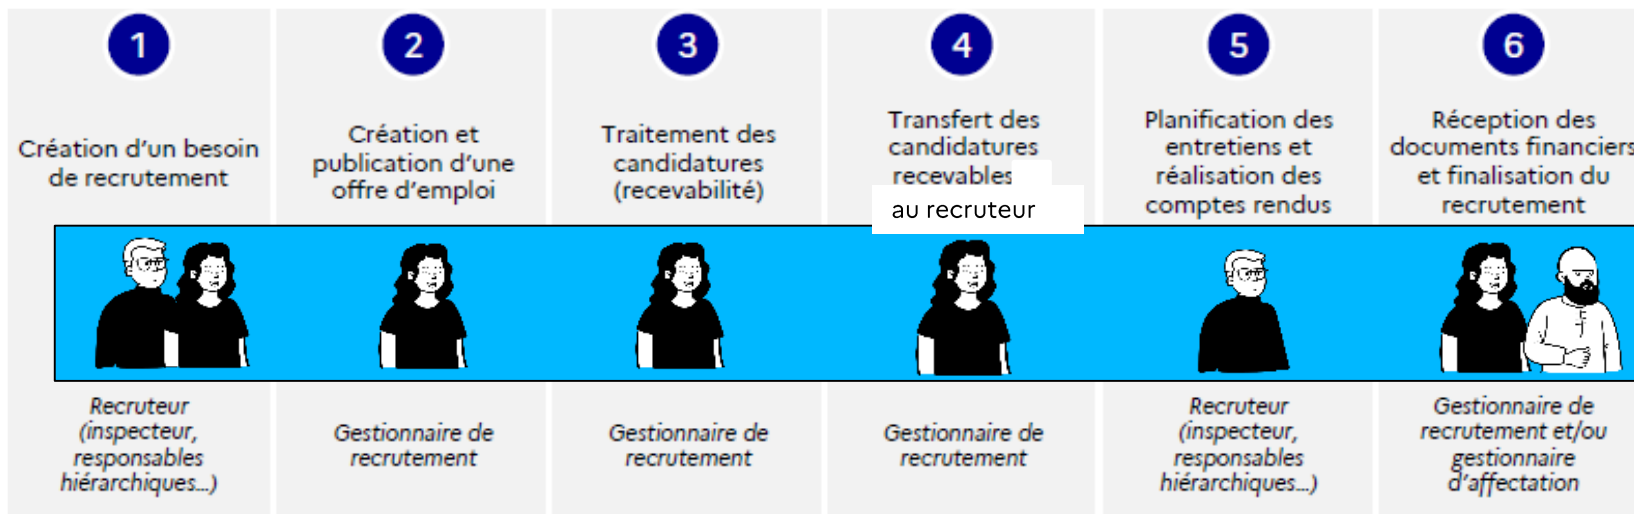 1
Création d'un besoin
de recrutement
Recruteur
(inspecteur,
responsables
hiérarchiques...)
2
Création et
publication d'une
offre d'emploi
Gestionnaire de
recrutement
3
Traitement des
candidatures
(recevabilité)
Gestionnaire de
recrutement
4
Transfert des
candidatures
recevables
au recruteur
Gestionnaire de
recrutement
5
Planification des
entretiens et
réalisation des
comptes rendus
Recruteur
(inspecteur,
responsables
hiérarchiques...)
6
Réception des
documents financiers
et finalisation du
recrutement
Gestionnaire de
recrutement et/ou
gestionnaire
d'affectation